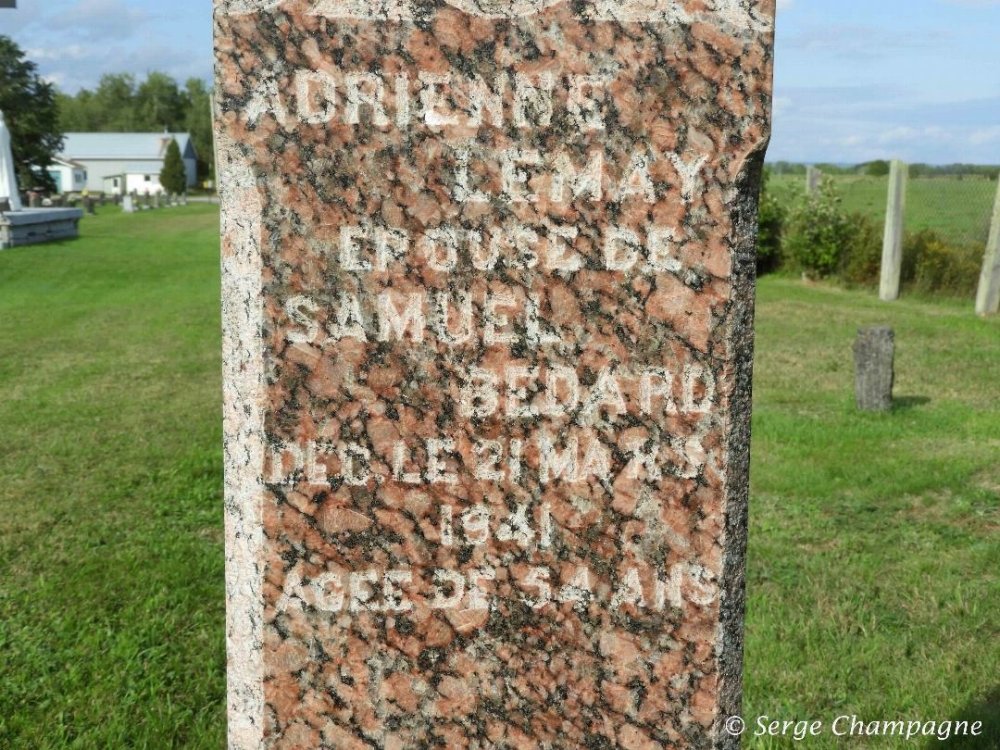 ADRIENNE
LEMAY
EPOUSE DE
SAMUEL
BEDARD
DEC. LE 21 MARS
1941
AGEE DE 54 ANS
© Serge Champagne